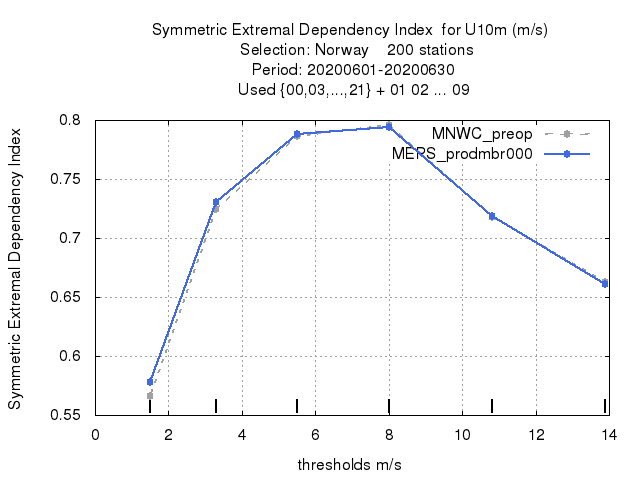 Symmetric Extremal Dependency Index for U10m (m/s)
Selection: Norway 200 stations
Period: 20200601-20200630
Used {00,03,...,21} + 01 02 ... 09
MNWC_preop
MEPS_prodmbr000
Symmetric Extremal Dependency Index
0.8
0.75
0.7
0.65
0.6
0.55
0 2 4 6 8 10 12 14
thresholds m/s